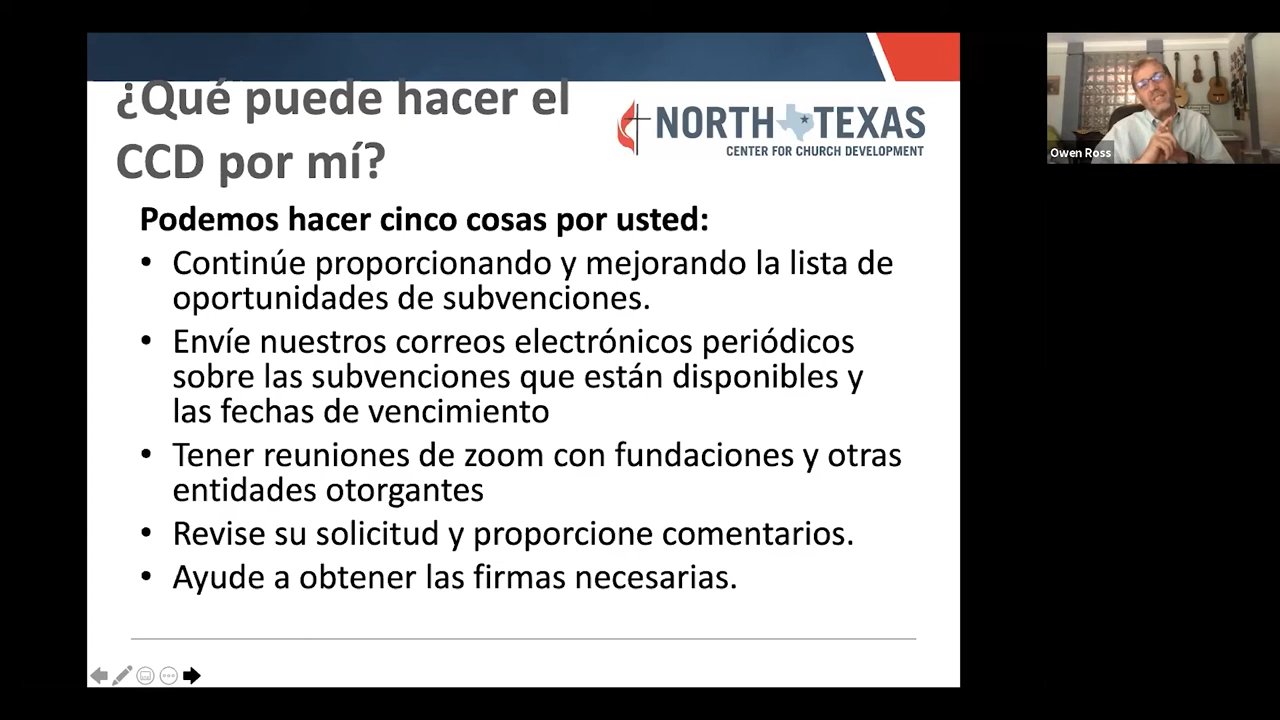 ¿Qué puede hacer el
CCD por mí?
NORTH TEXAS
CENTER FOR CHURCH DEVELOPMENT
Owen Ross
Podemos hacer cinco cosas por usted:
• Continúe proporcionando y mejorando la lista de
oportunidades de subvenciones.
• Envíe nuestros correos electrónicos periódicos
sobre las subvenciones que están disponibles y
las fechas de vencimiento
• Tener reuniones de zoom con fundaciones y otras
entidades otorgantes
• Revise su solicitud y proporcione comentarios.
• Ayude a obtener las firmas necesarias.